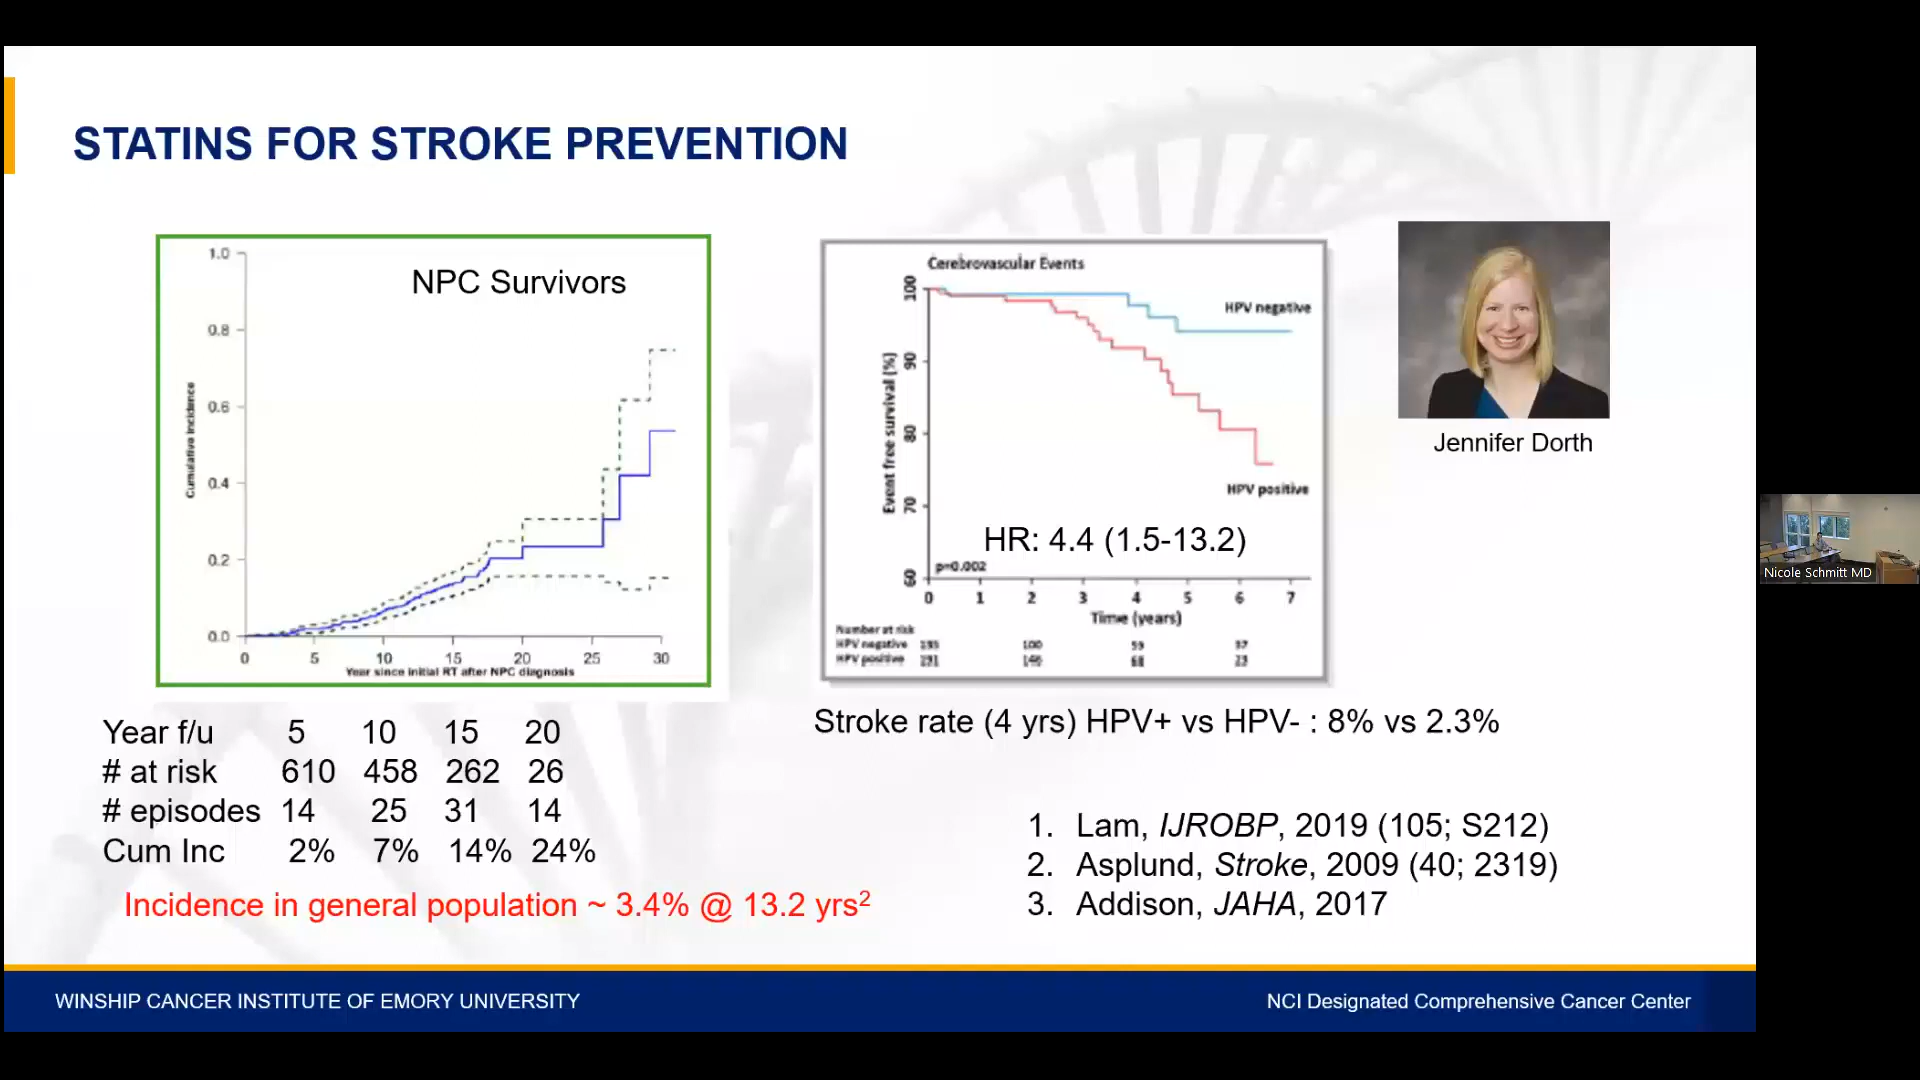 STATINS FOR STROKE PREVENTION
NPC Survivors
1.0
0.8
0.6
0.4
0.2
0.0
Cumulative Incidence
0 5 10 15 20 25 30
Year since initial RT after NPC diagnosis
Cerebrovascular Events
HPV negative
HPV positive
Event free survival (%)
100
90
80
70
60
HR: 4.4 (1.5-13.2)
p=0.002
0 1 2 3 4 5 6 7
Time (years)
Number at risk
HPV negative 100
HPV positive 68 23
Jennifer Dorth
Nicole Schmitt MD
Year f/u 5 10 15 20
# at risk 610 458 262 26
# episodes 14 25 31 14
Cum Inc 2% 7% 14% 24%
Incidence in general population ~ 3.4% @ 13.2 yrs2
Stroke rate (4 yrs) HPV+ vs HPV- : 8% vs 2.3%
1. Lam, IJROBP, 2019 (105; S212)
2. Asplund, Stroke, 2009 (40; 2319)
3. Addison, JAHA, 2017
WINSHIP CANCER INSTITUTE OF EMORY UNIVERSITY
NCI Designated Comprehensive Cancer Center